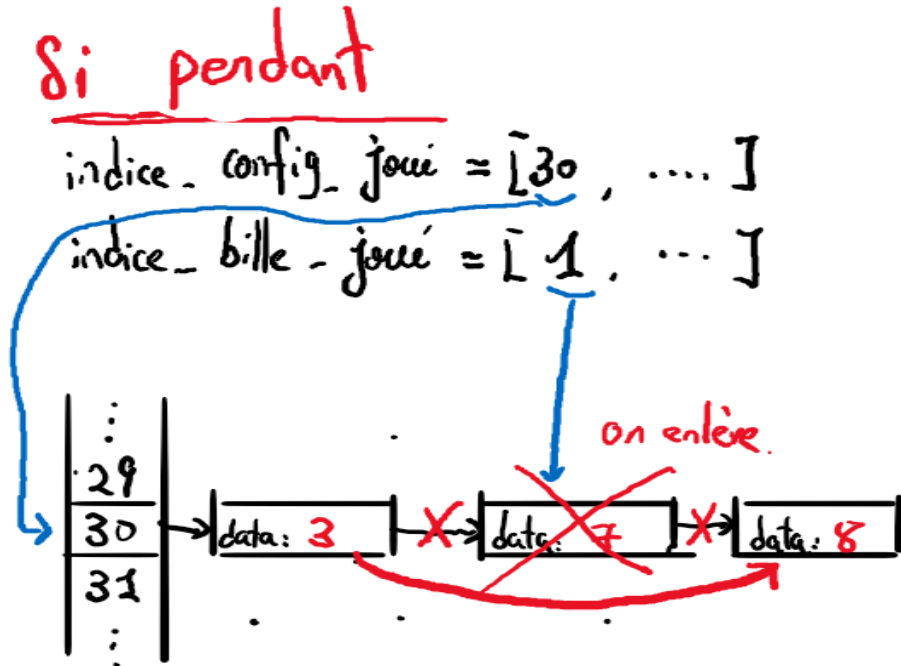 Si pendant
indice_config_joué = [30, ....]
indice_bille_joué = [1, ...]
on enlève.
29
30 data: 3 data: 7 data: 8
31